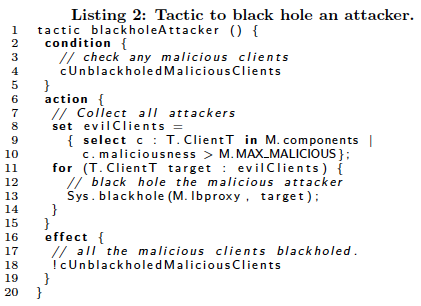 Listing 2: Tactic to black hole an attacker.
1 tactic blackholeAttacker () {
2 condition {
3 // check any malicious clients
4 cUnblackholedMaliciousClients
5 }
6 action {
7 // Collect all attackers
8 set evilClients =
9 { select c : T.ClientT in M.components |
10 c.maliciousness > M.MAX_MALICIOUS};
11 for (T.ClientT target : evilClients) {
12 // black hole the malicious attacker
13 Sys.blackhole(M.lbproxy, target);
14 }
15 }
16 effect {
17 // all the malicious clients blackholed.
18 !cUnblackholedMaliciousClients
19 }
20 }